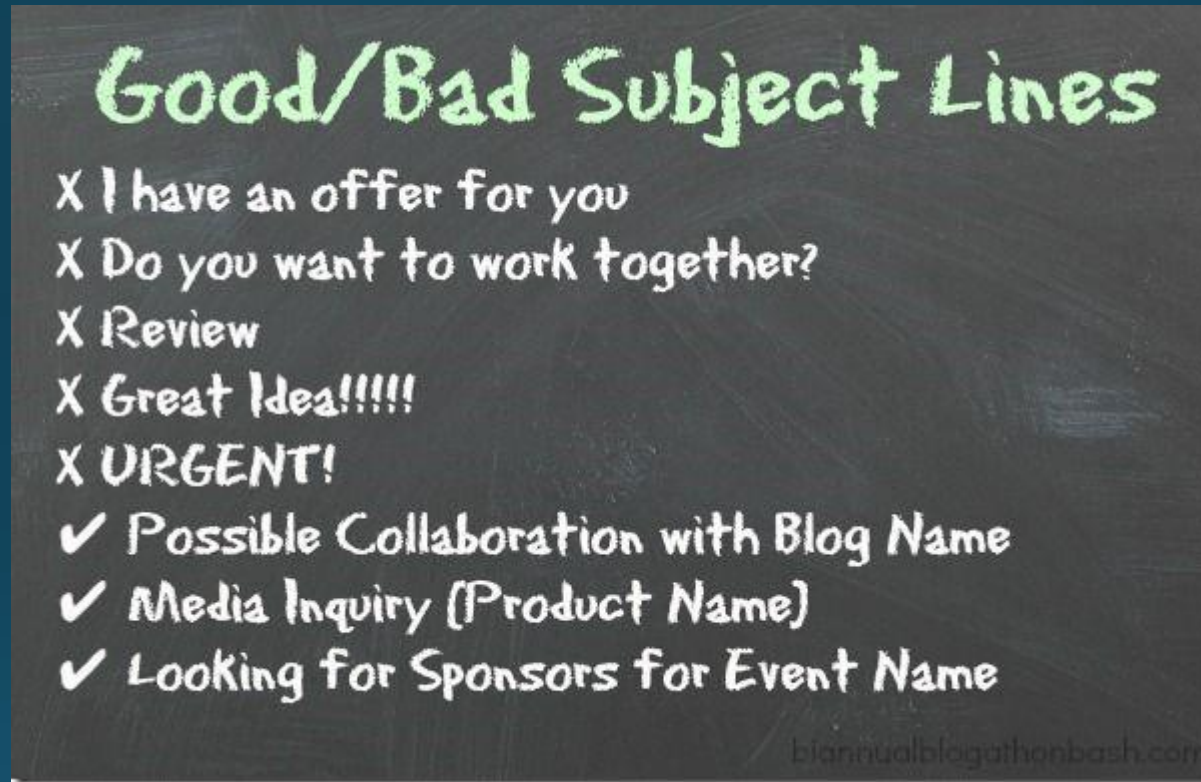 Good/Bad Subject Lines
X I have an offer for you
X Do you want to work together?
X Review
X Great Idea!!!!!
X URGENT!
✔ Possible Collaboration with Blog Name
✔ Media Inquiry (Product Name)
✔ Looking for Sponsors for Event Name
biannualblogathonbash.com